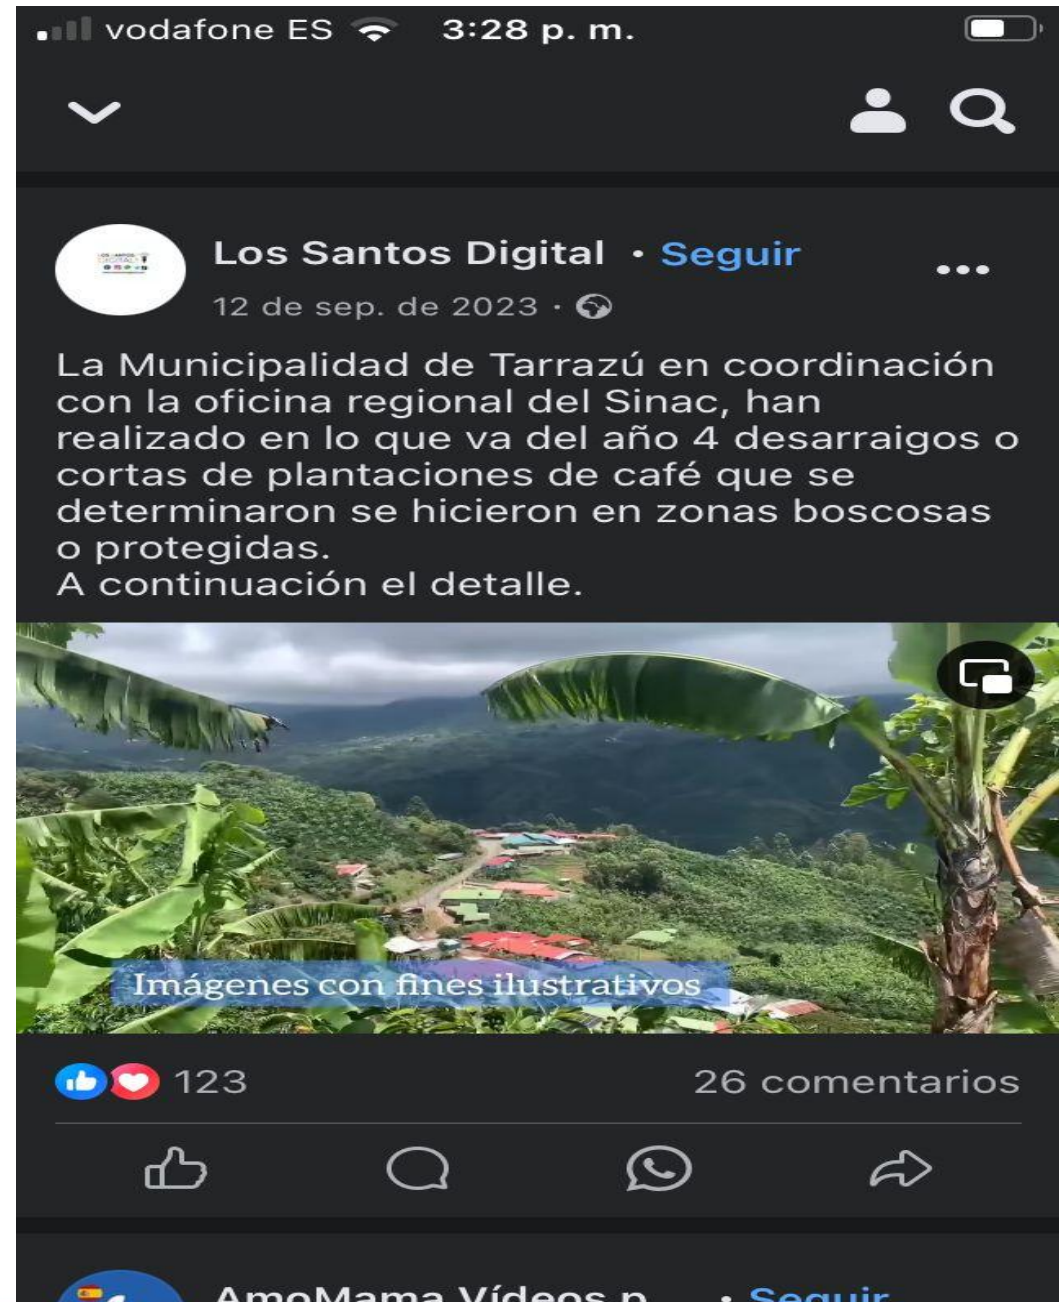 vodafone ES 3:28 p. m.
Los Santos Digital · Seguir
12 de sep. de 2023 ·
La Municipalidad de Tarrazú en coordinación
con la oficina regional del Sinac, han
realizado en lo que va del año 4 desarraigos o
cortas de plantaciones de café que se
determinaron se hicieron en zonas boscosas
o protegidas.
A continuación el detalle.
Imágenes con fines ilustrativos
123 26 comentarios
AmoMama Vídeos p... · Seguir